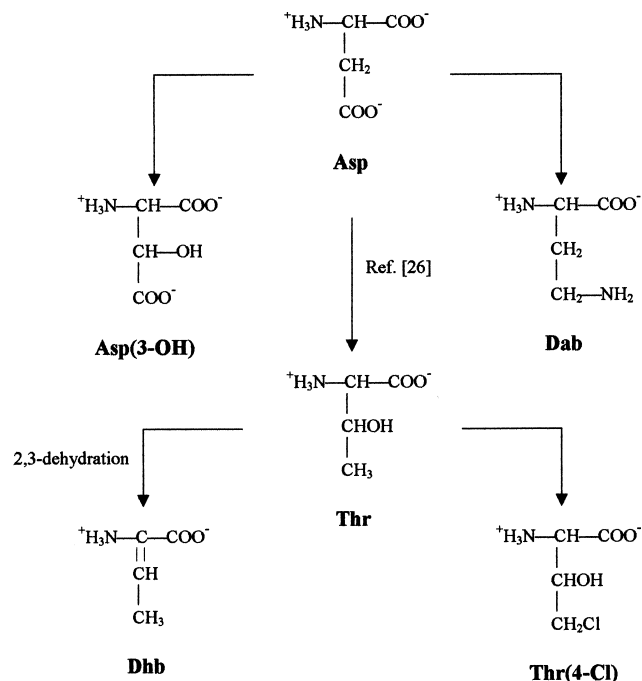 ⁺H₃N—CH—COO⁻
CH₂
COO⁻
Asp
⁺H₃N—CH—COO⁻
CH—OH
COO⁻
Asp(3-OH)
Ref. [26]
⁺H₃N—CH—COO⁻
CH₂
CH₂—NH₂
Dab
⁺H₃N—CH—COO⁻
CHOH
CH₃
Thr
2,3-dehydration
⁺H₃N—C—COO⁻
CH
CH₃
Dhb
⁺H₃N—CH—COO⁻
CHOH
CH₂Cl
Thr(4-Cl)